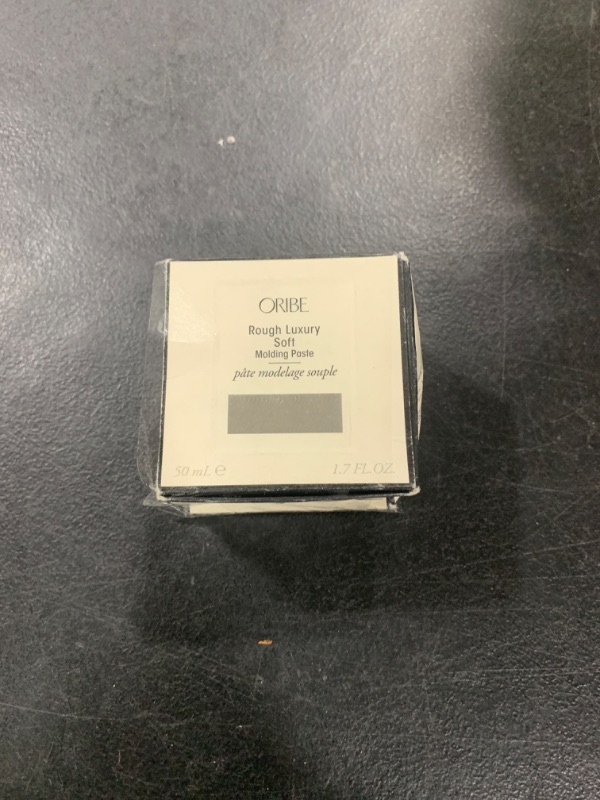 ORIBE
Rough Luxury
Soft
Molding Paste
pâte modelage souple
50 mL ℮
1.7 FL.OZ.